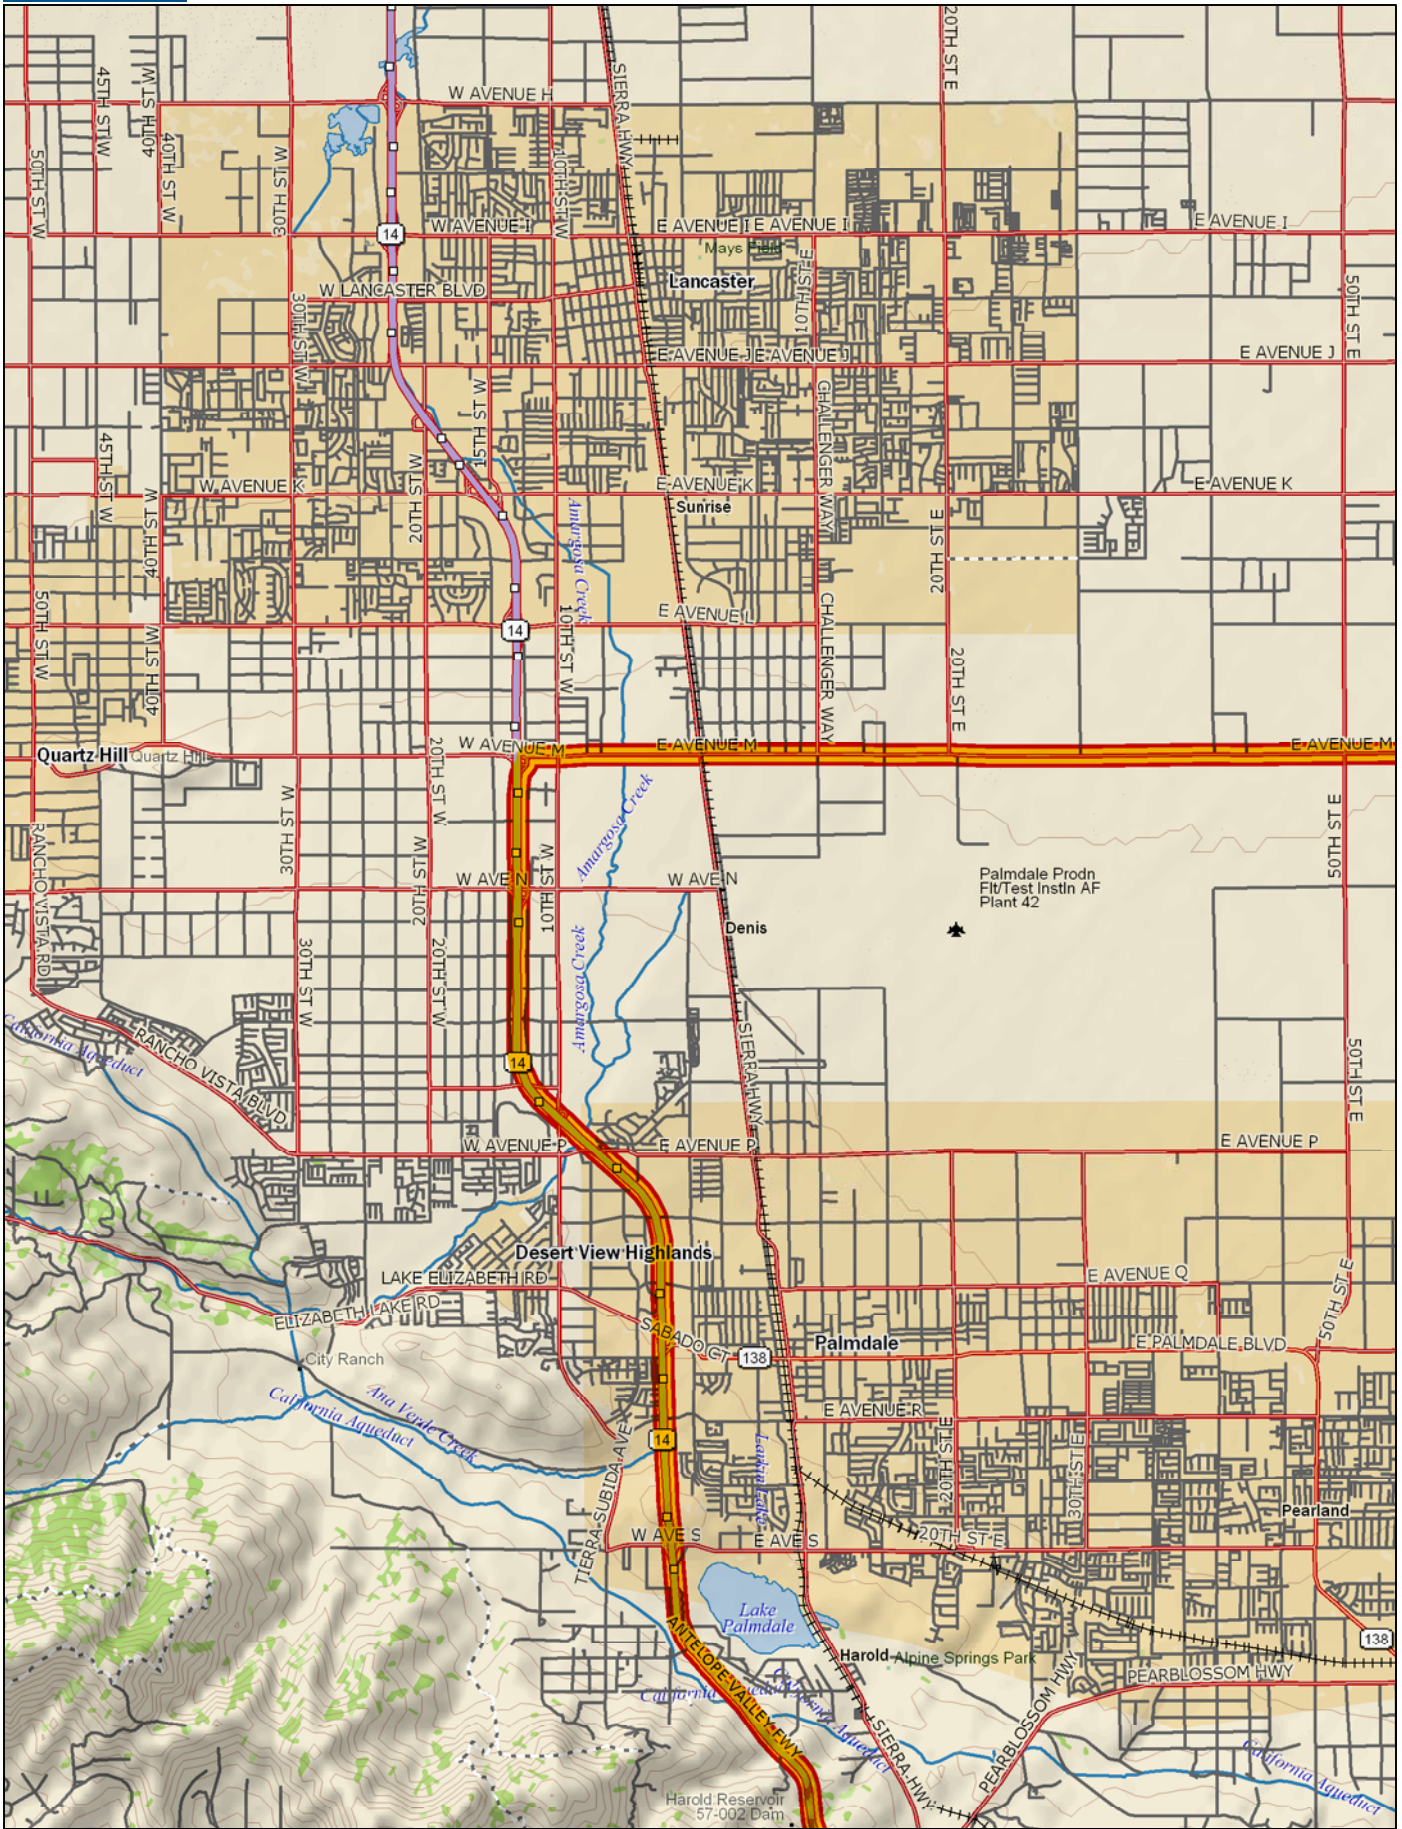 20TH ST E
W AVENUE H
SIERRA HWY
45TH ST W
40TH ST W
40TH ST W
50TH ST W
30TH ST W
10TH ST W
14
W AVENUE I
E AVENUE I
E AVENUE I
E AVENUE I
Mays Field
Lancaster
10TH ST E
W LANCASTER BLVD
30TH ST W
50TH ST E
E AVENUE J
E AVENUE J
E AVENUE J
15TH ST W
CHALLENGER WAY
45TH ST W
20TH ST W
W AVENUE K
E AVENUE K
E AVENUE K
Sunrise
40TH ST W
Amargosa Creek
20TH ST E
50TH ST W
10TH ST W
E AVENUE L
CHALLENGER WAY
14
40TH ST W
20TH ST E
Quartz Hill
Quartz Hill
W AVENUE M
E AVENUE M
E AVENUE M
20TH ST W
30TH ST W
Amargosa Creek
50TH ST E
RANCHO VISTA RD
20TH ST W
10TH ST W
W AVE N
W AVE N
Palmdale Prodn
Flt/Test Instln AF
Plant 42
Denis
30TH ST W
20TH ST W
Amargosa Creek
California Aqueduct
RANCHO VISTA BLVD
14
SIERRA HWY
50TH ST E
W AVENUE P
E AVENUE P
E AVENUE P
Desert View Highlands
LAKE ELIZABETH RD
E AVENUE Q
50TH ST E
ELIZABETH LAKE RD
SABADO CT
138
Palmdale
E PALMDALE BLVD
City Ranch
Ana Verde Creek
California Aqueduct
E AVENUE R
14
TIERRA SUBIDA AVE
20TH ST E
30TH ST E
Pearland
W AVE S
E AVE S
20TH ST E
Lake
Palmdale
Harold
Alpine Springs Park
138
ANTELOPE VALLEY FWY
California Aqueduct
California Aqueduct
PEARBLOSSOM HWY
PEARBLOSSOM HWY
SIERRA HWY
California Aqueduct
Harold Reservoir
57-002 Dam